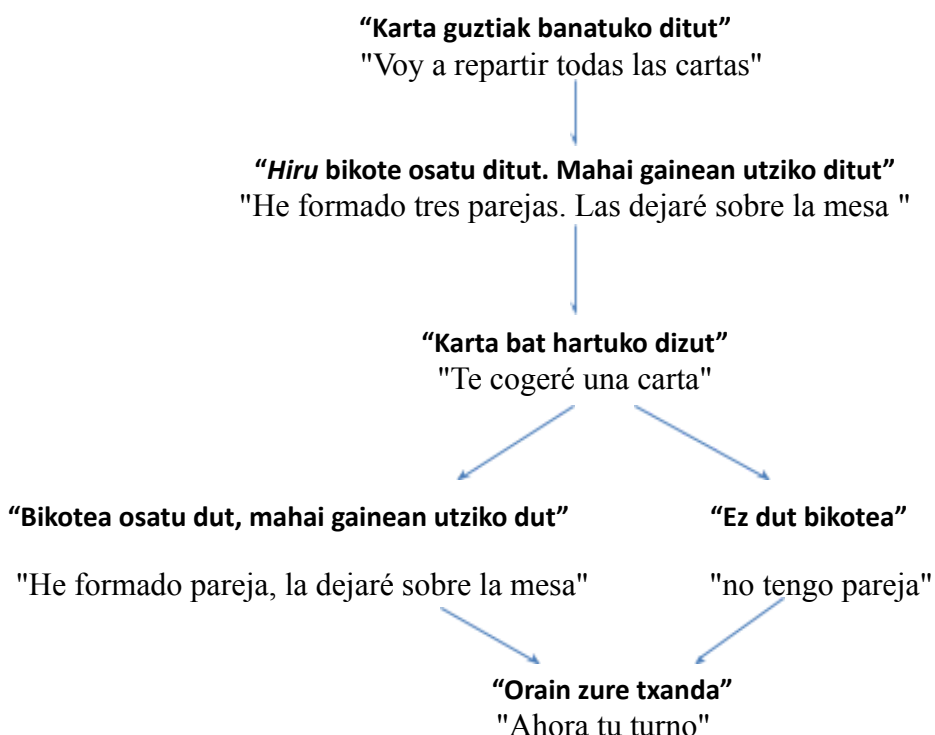 “Karta guztiak banatuko ditut”
"Voy a repartir todas las cartas"
“Hiru bikote osatu ditut. Mahai gainean utziko ditut”
"He formado tres parejas. Las dejaré sobre la mesa "
“Karta bat hartuko dizut”
"Te cogeré una carta"
“Bikotea osatu dut, mahai gainean utziko dut”
“Ez dut bikotea”
"He formado pareja, la dejaré sobre la mesa"
"no tengo pareja"
“Orain zure txanda”
"Ahora tu turno"